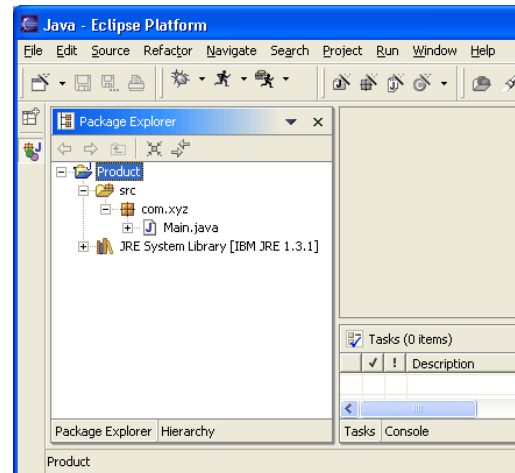 Java - Eclipse Platform
File Edit Source Refactor Navigate Search Project Run Window Help
Package Explorer
Product
src
com.xyz
Main.java
JRE System Library [IBM JRE 1.3.1]
Tasks (0 items)
! Description
Package Explorer Hierarchy
Tasks Console
Product